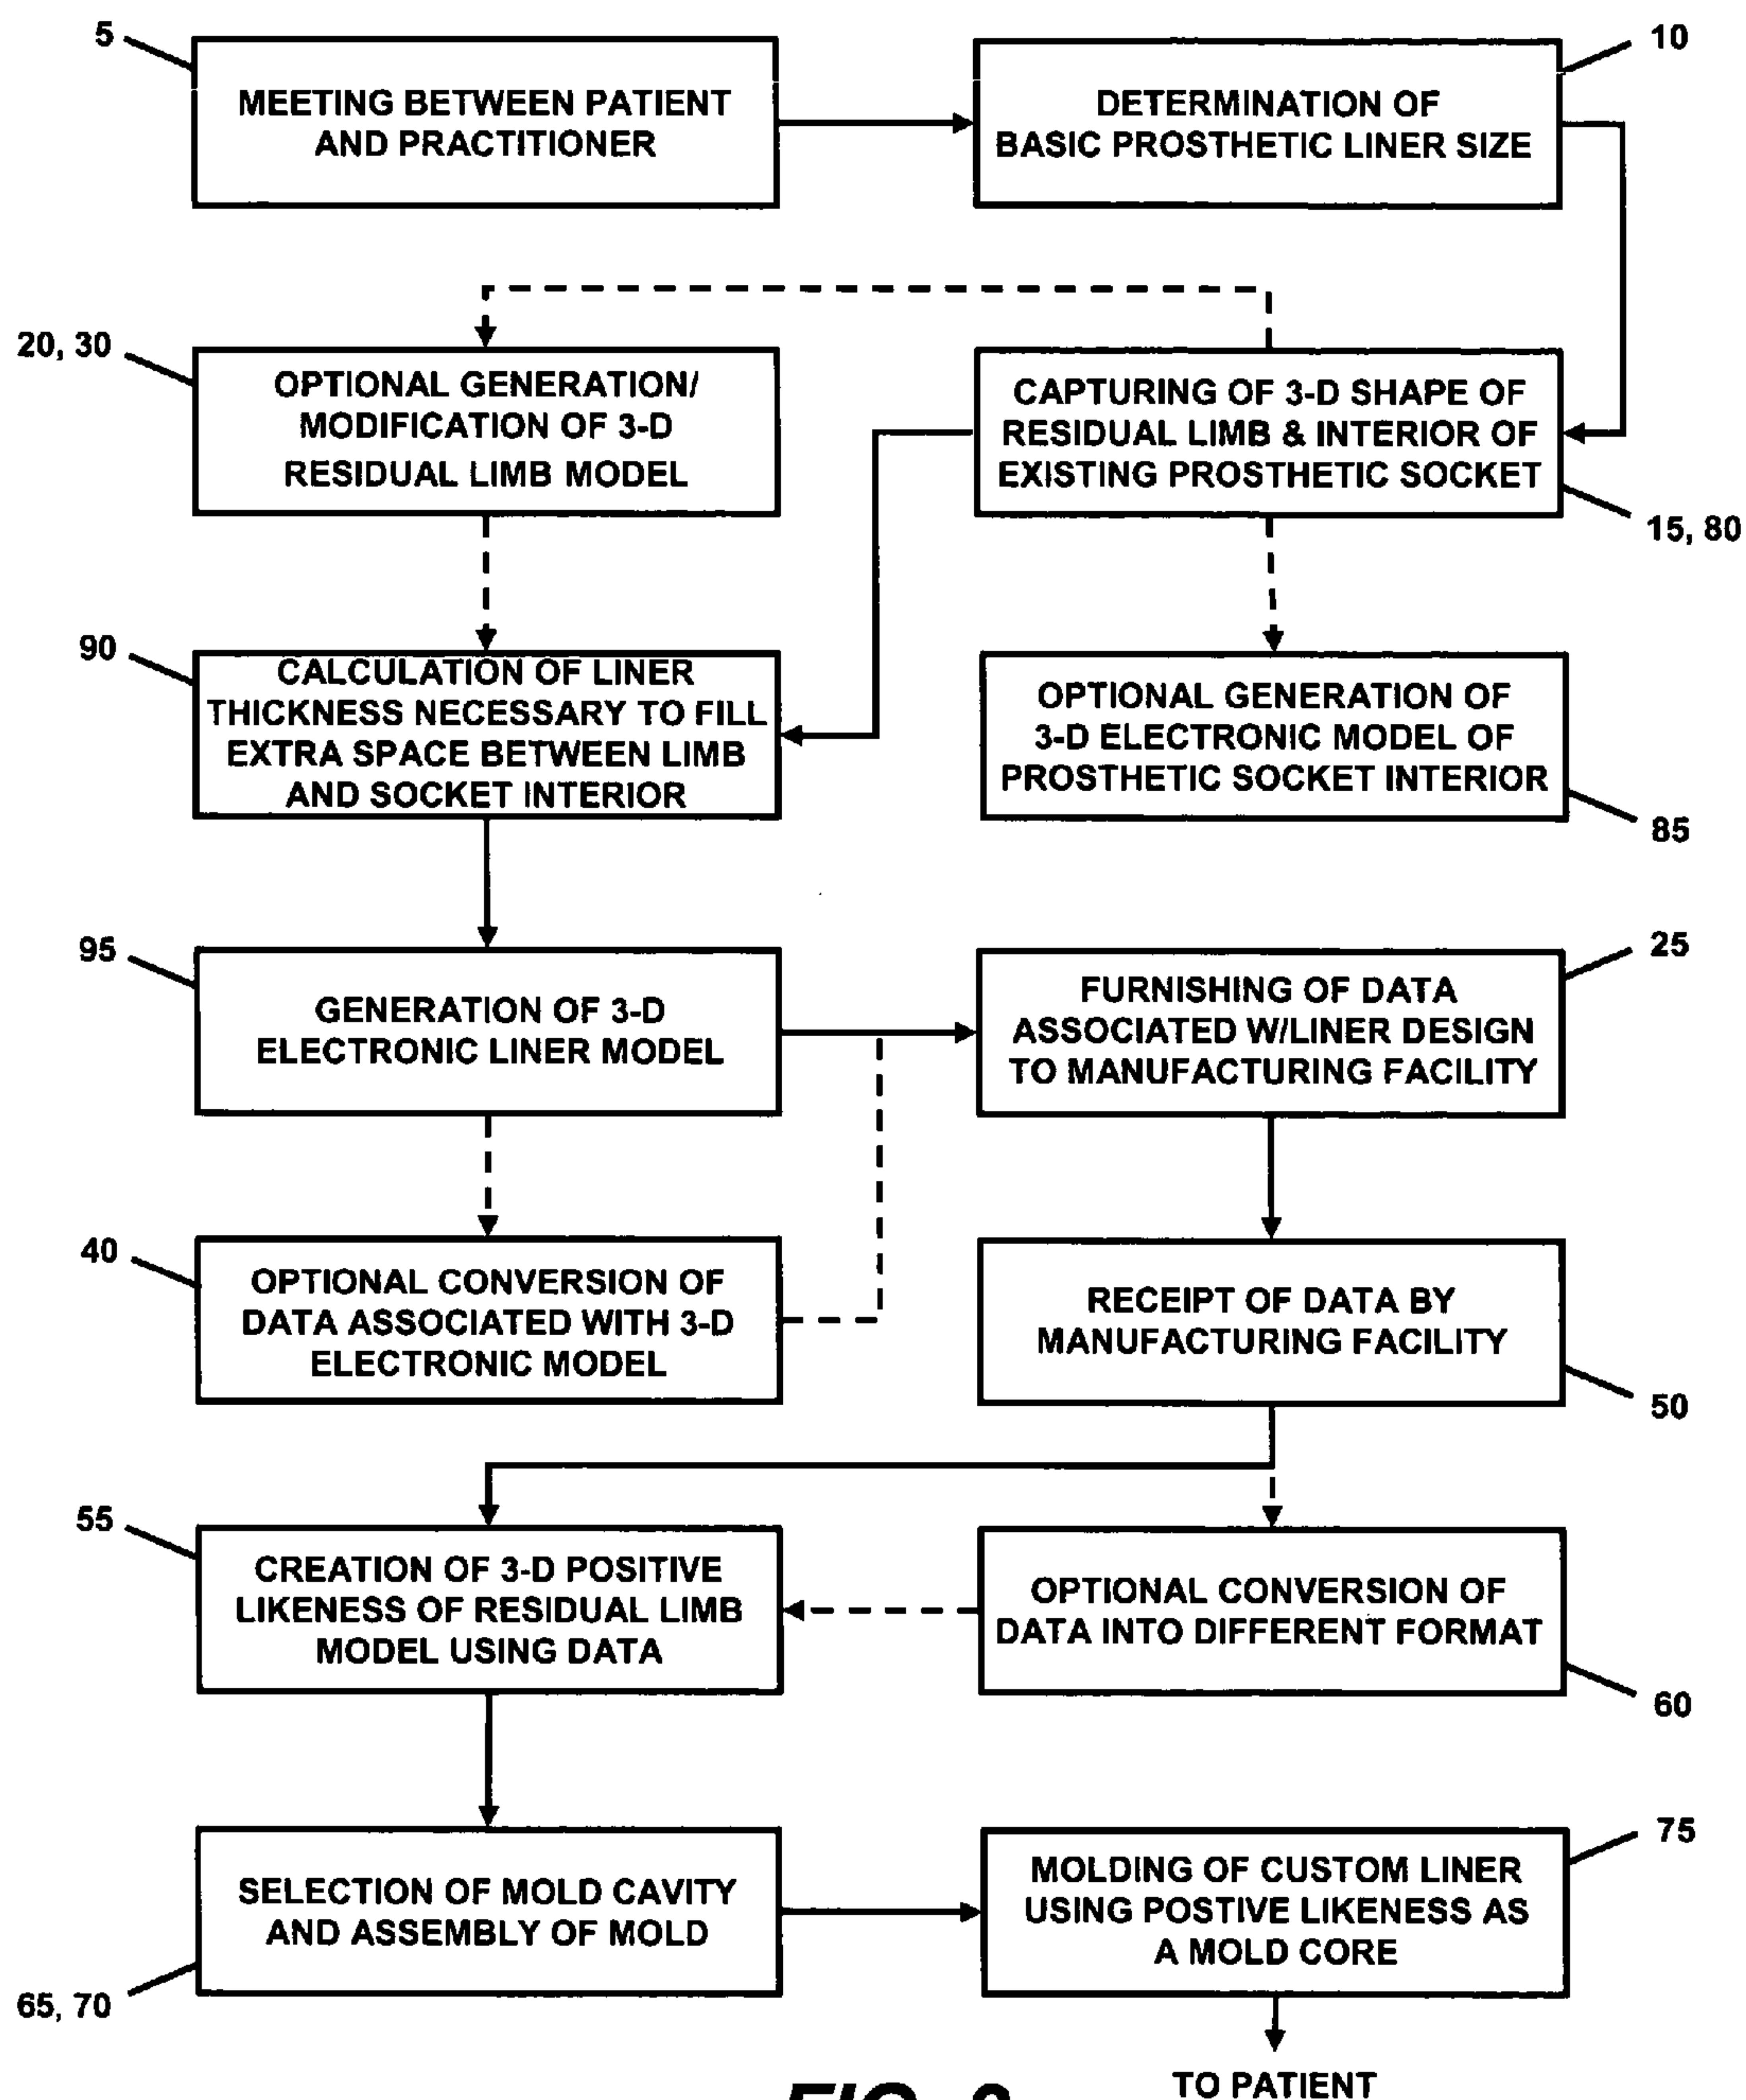 5
MEETING BETWEEN PATIENT
AND PRACTITIONER
10
DETERMINATION OF
BASIC PROSTHETIC LINER SIZE
20, 30
OPTIONAL GENERATION/
MODIFICATION OF 3-D
RESIDUAL LIMB MODEL
CAPTURING OF 3-D SHAPE OF
RESIDUAL LIMB & INTERIOR OF
EXISTING PROSTHETIC SOCKET
15, 80
90
CALCULATION OF LINER
THICKNESS NECESSARY TO FILL
EXTRA SPACE BETWEEN LIMB
AND SOCKET INTERIOR
OPTIONAL GENERATION OF
3-D ELECTRONIC MODEL OF
PROSTHETIC SOCKET INTERIOR
85
95
GENERATION OF 3-D
ELECTRONIC LINER MODEL
25
FURNISHING OF DATA
ASSOCIATED W/LINER DESIGN
TO MANUFACTURING FACILITY
40
OPTIONAL CONVERSION OF
DATA ASSOCIATED WITH 3-D
ELECTRONIC MODEL
RECEIPT OF DATA BY
MANUFACTURING FACILITY
50
55
CREATION OF 3-D POSITIVE
LIKENESS OF RESIDUAL LIMB
MODEL USING DATA
OPTIONAL CONVERSION OF
DATA INTO DIFFERENT FORMAT
60
SELECTION OF MOLD CAVITY
AND ASSEMBLY OF MOLD
65, 70
75
MOLDING OF CUSTOM LINER
USING POSTIVE LIKENESS AS
A MOLD CORE
TO PATIENT
FIG.